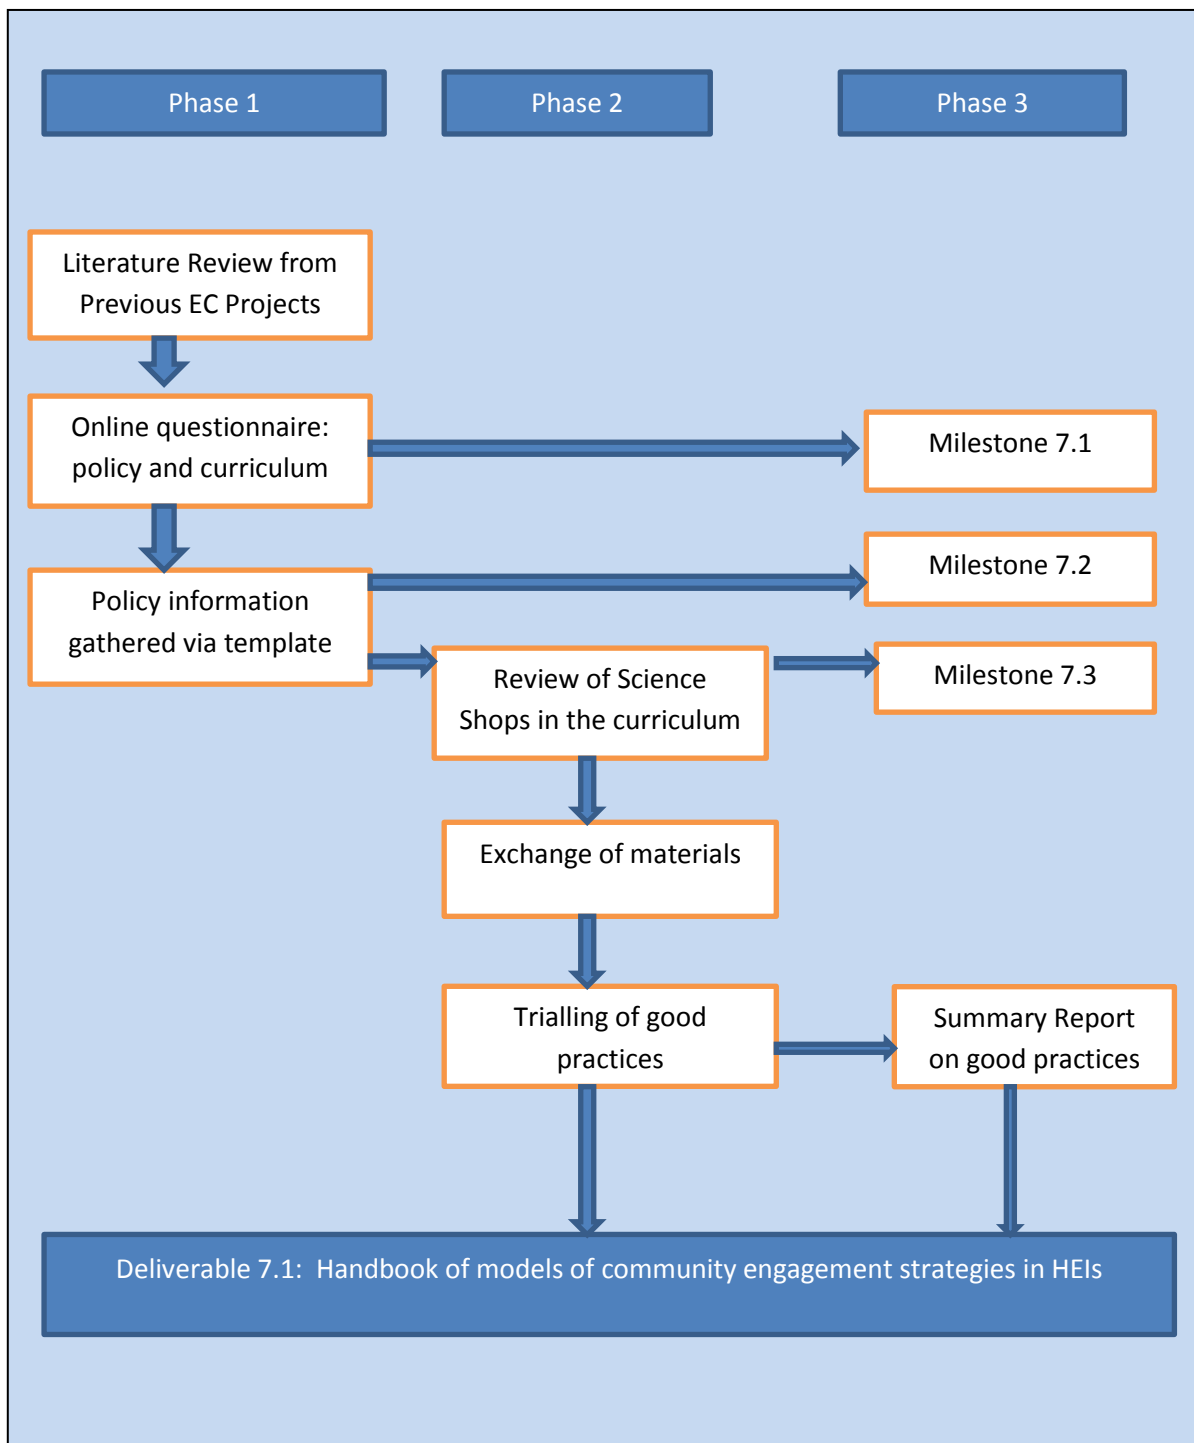 Phase 1
Phase 2
Phase 3
Literature Review from
Previous EC Projects
Online questionnaire:
policy and curriculum
Milestone 7.1
Policy information
gathered via template
Milestone 7.2
Review of Science
Shops in the curriculum
Milestone 7.3
Exchange of materials
Trialling of good
practices
Summary Report
on good practices
Deliverable 7.1:  Handbook of models of community engagement strategies in HEIs